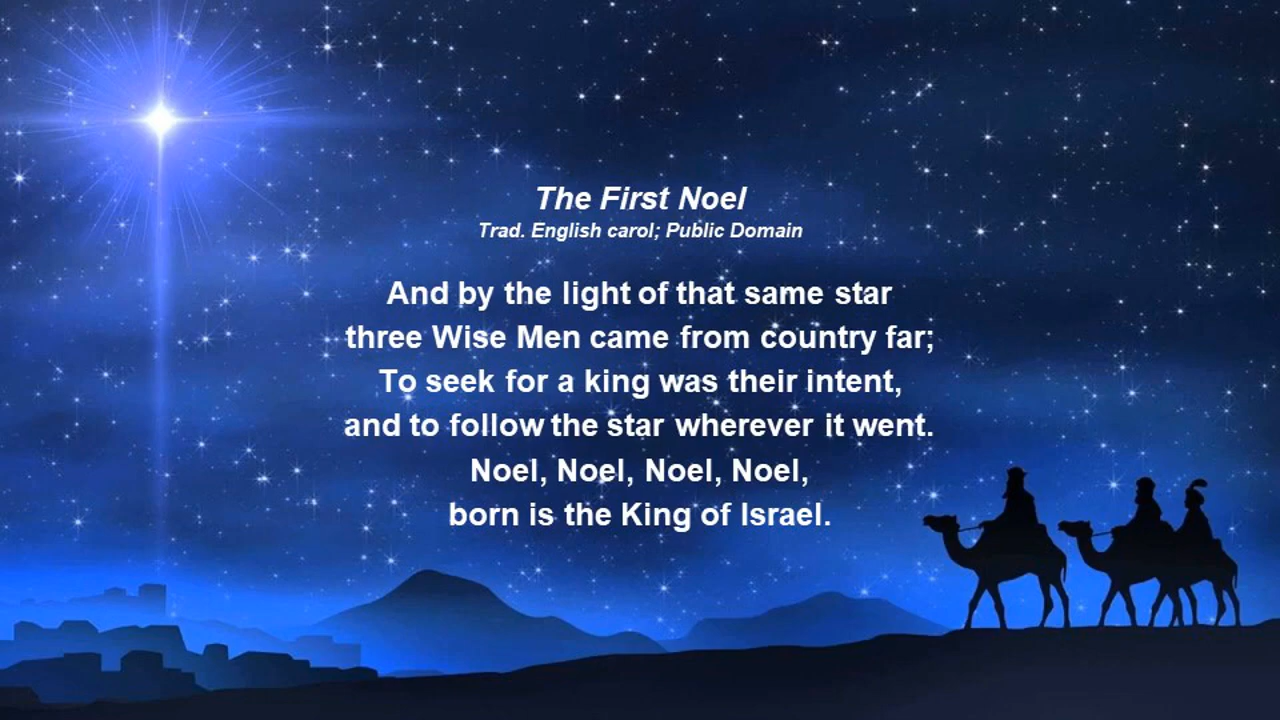 The First Noel
Trad. English carol; Public Domain
And by the light of that same star
three Wise Men came from country far;
To seek for a king was their intent,
and to follow the star wherever it went.
Noel, Noel, Noel, Noel,
born is the King of Israel.